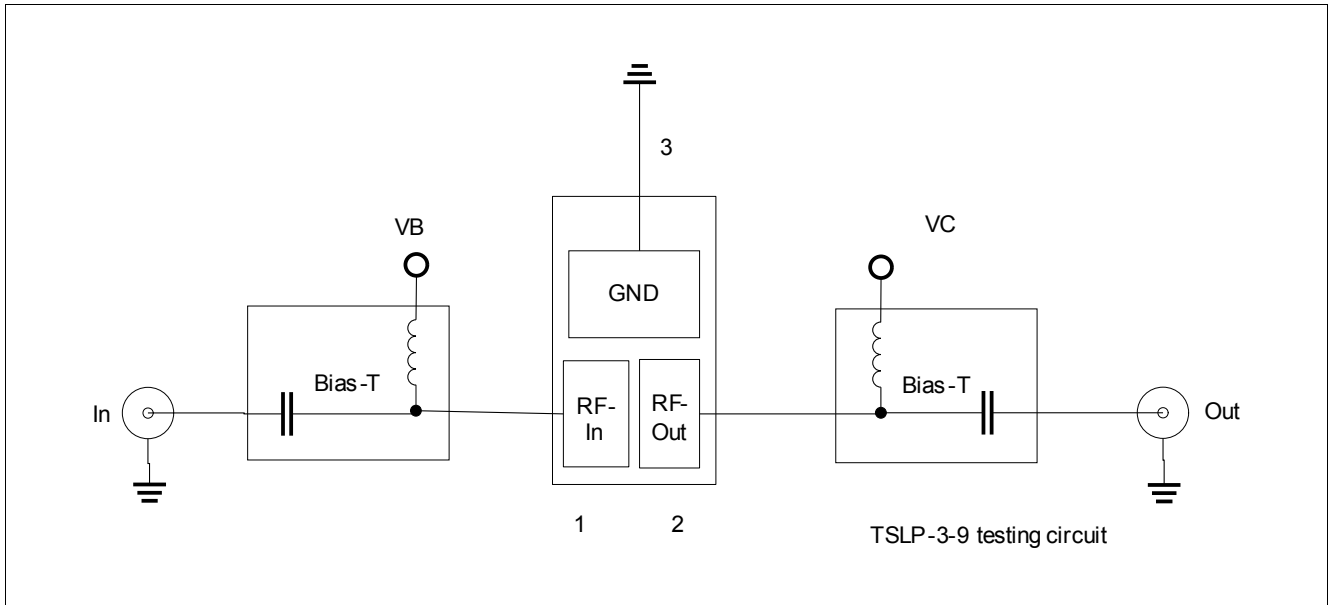 3
VB
VC
GND
Bias-T
Bias-T
In
RF-
In
RF-
Out
Out
1
2
TSLP-3-9 testing circuit